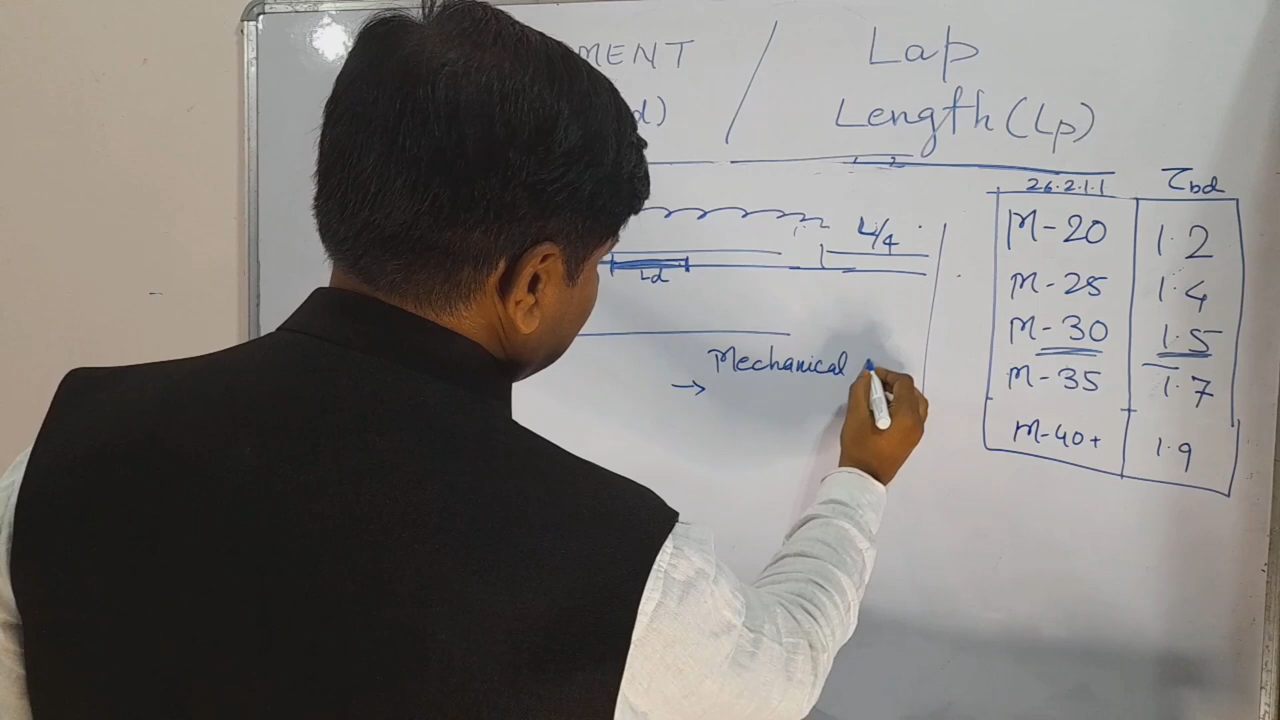 MENT / Lap
d) Length (Lp)
26.2.1.1 τbd
M-20 1.2
L/4
Ld
M-25 1.4
M-30 1.5
Mechanical
→
M-35 1.7
M-40+ 1.9